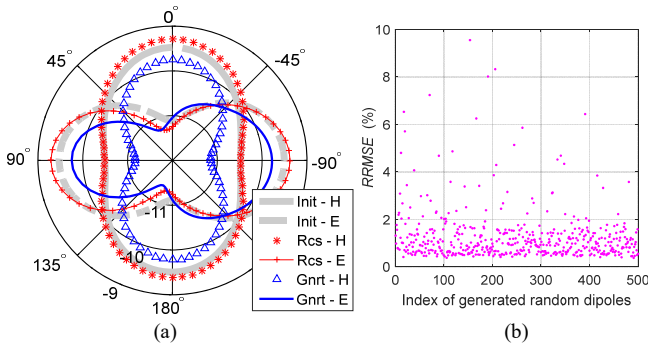 0°
45°
-45°
90°
-90°
135°
180°
-11
-10
-9
Init - H
Init - E
Rcs - H
Rcs - E
Gnrt - H
Gnrt - E
(a)
10
8
6
4
2
0
RRMSE (%)
0 100 200 300 400 500
Index of generated random dipoles
(b)